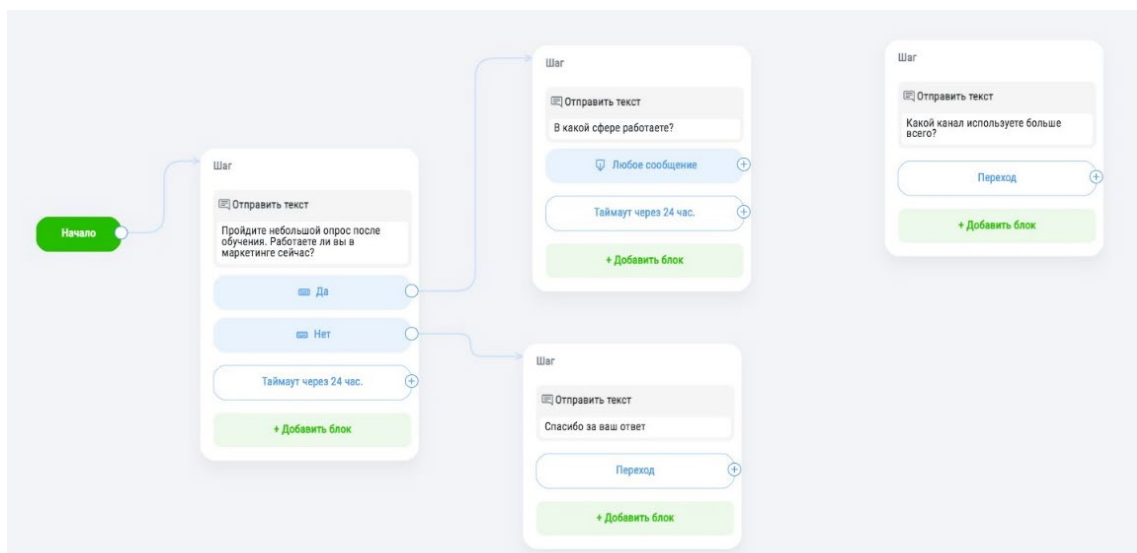 Начало
Шаг
Отправить текст
Пройдите небольшой опрос после
обучения. Работаете ли вы в
маркетинге сейчас?
Да
Нет
Таймаут через 24 час.
+ Добавить блок
Шаг
Отправить текст
В какой сфере работаете?
Любое сообщение
Таймаут через 24 час.
+ Добавить блок
Шаг
Отправить текст
Спасибо за ваш ответ
Переход
+ Добавить блок
Шаг
Отправить текст
Какой канал используете больше
всего?
Переход
+ Добавить блок